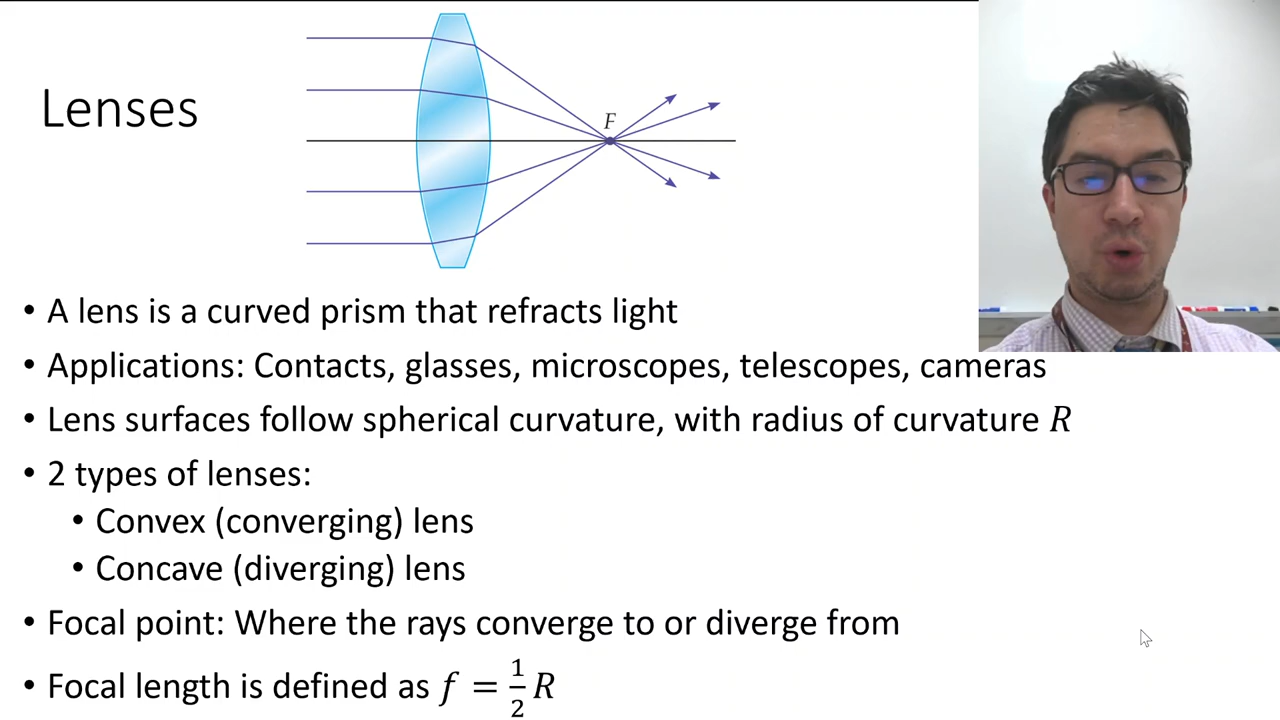 Lenses
F
• A lens is a curved prism that refracts light
• Applications: Contacts, glasses, microscopes, telescopes, cameras
• Lens surfaces follow spherical curvature, with radius of curvature R
• 2 types of lenses:
• Convex (converging) lens
• Concave (diverging) lens
• Focal point: Where the rays converge to or diverge from
• Focal length is defined as f = 1/2 R